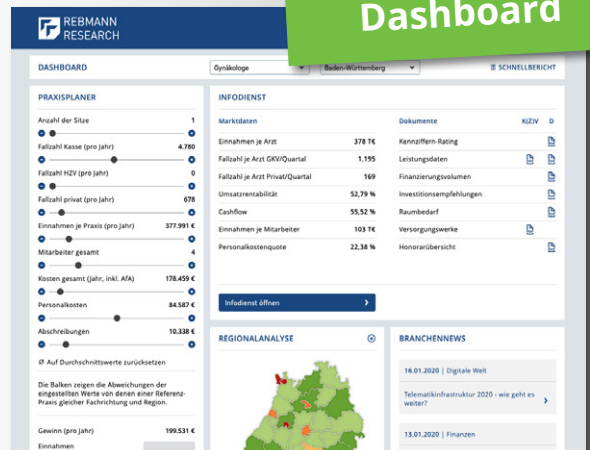 Dashboard
REBMANN
RESEARCH
DASHBOARD
Gynäkologe
Baden-Württemberg
SCHNELLBERICHT
PRAXISPLANER
Anzahl der Sitze 1
Fallzahl Kasse (pro Jahr) 4.780
Fallzahl HZV (pro Jahr) 0
Fallzahl privat (pro Jahr) 678
Einnahmen je Praxis (pro Jahr) 377.991 €
Mitarbeiter gesamt 4
Kosten gesamt (Jahr, inkl. AfA) 178.459 €
Personalkosten 84.587 €
Abschreibungen 10.338 €
Auf Durchschnittswerte zurücksetzen
Die Balken zeigen die Abweichungen der
eingestellten Werte von denen einer Referenz-
Praxis gleicher Fachrichtung und Region.
Gewinn (pro Jahr) 199.531 €
Einnahmen
INFODIENST
Marktdaten
Einnahmen je Arzt 378 T€
Fallzahl je Arzt GKV/Quartal 1.195
Fallzahl je Arzt Privat/Quartal 169
Umsatzrentabilität 52,79 %
Cashflow 55,52 %
Einnahmen je Mitarbeiter 103 T€
Personalkostenquote 22,38 %
Dokumente K(Z)V D
Kennziffern-Rating
Leistungsdaten
Finanzierungsvolumen
Investitionsempfehlungen
Raumbedarf
Versorgungswerke
Honorarübersicht
Infodienst öffnen
REGIONALANALYSE
BRANCHENNEWS
16.01.2020 | Digitale Welt
Telematikinfrastruktur 2020 - wie geht es
weiter?
13.01.2020 | Finanzen